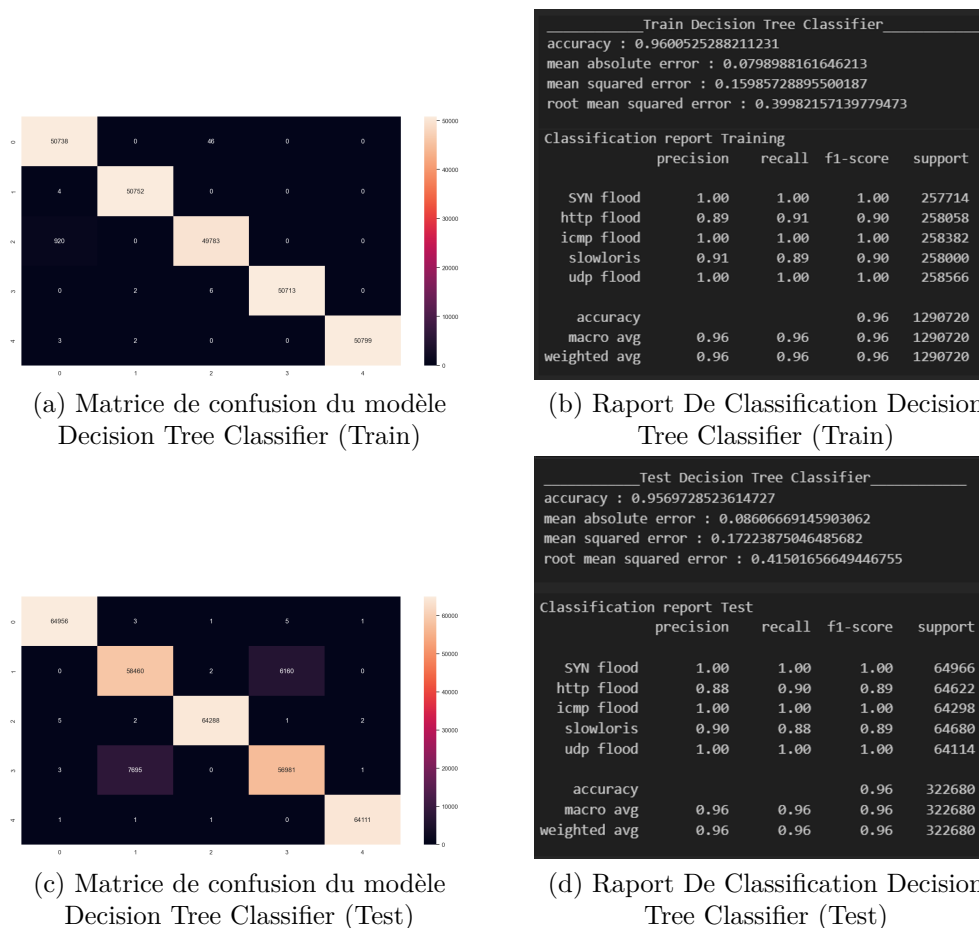 50738 0 46 0 0
4 50752 0 0 0
920 0 49783 0 0
0 2 6 50713 0
3 2 0 0 50799
0
1
2
3
4
0 1 2 3 4
50000
40000
30000
20000
10000
0
(a) Matrice de confusion du modèle
Decision Tree Classifier (Train)
____________Train Decision Tree Classifier____________
accuracy : 0.9600525288211231
mean absolute error : 0.0798988161646213
mean squared error : 0.15985728895500187
root mean squared error : 0.39982157139779473
Classification report Training
precision recall f1-score support
SYN flood 1.00 1.00 1.00 257714
http flood 0.89 0.91 0.90 258058
icmp flood 1.00 1.00 1.00 258382
slowloris 0.91 0.89 0.90 258000
udp flood 1.00 1.00 1.00 258566
accuracy 0.96 1290720
macro avg 0.96 0.96 0.96 1290720
weighted avg 0.96 0.96 0.96 1290720
(b) Raport De Classification Decision
Tree Classifier (Train)
64956 3 1 5 1
0 58460 2 6160 0
5 2 64288 1 2
3 7695 0 56981 1
1 1 1 0 64111
0
1
2
3
4
0 1 2 3 4
60000
50000
40000
30000
20000
10000
0
(c) Matrice de confusion du modèle
Decision Tree Classifier (Test)
____________Test Decision Tree Classifier____________
accuracy : 0.9569728523614727
mean absolute error : 0.08606669145903062
mean squared error : 0.17223875046485682
root mean squared error : 0.41501656649446755
Classification report Test
precision recall f1-score support
SYN flood 1.00 1.00 1.00 64966
http flood 0.88 0.90 0.89 64622
icmp flood 1.00 1.00 1.00 64298
slowloris 0.90 0.88 0.89 64680
udp flood 1.00 1.00 1.00 64114
accuracy 0.96 322680
macro avg 0.96 0.96 0.96 322680
weighted avg 0.96 0.96 0.96 322680
(d) Raport De Classification Decision
Tree Classifier (Test)